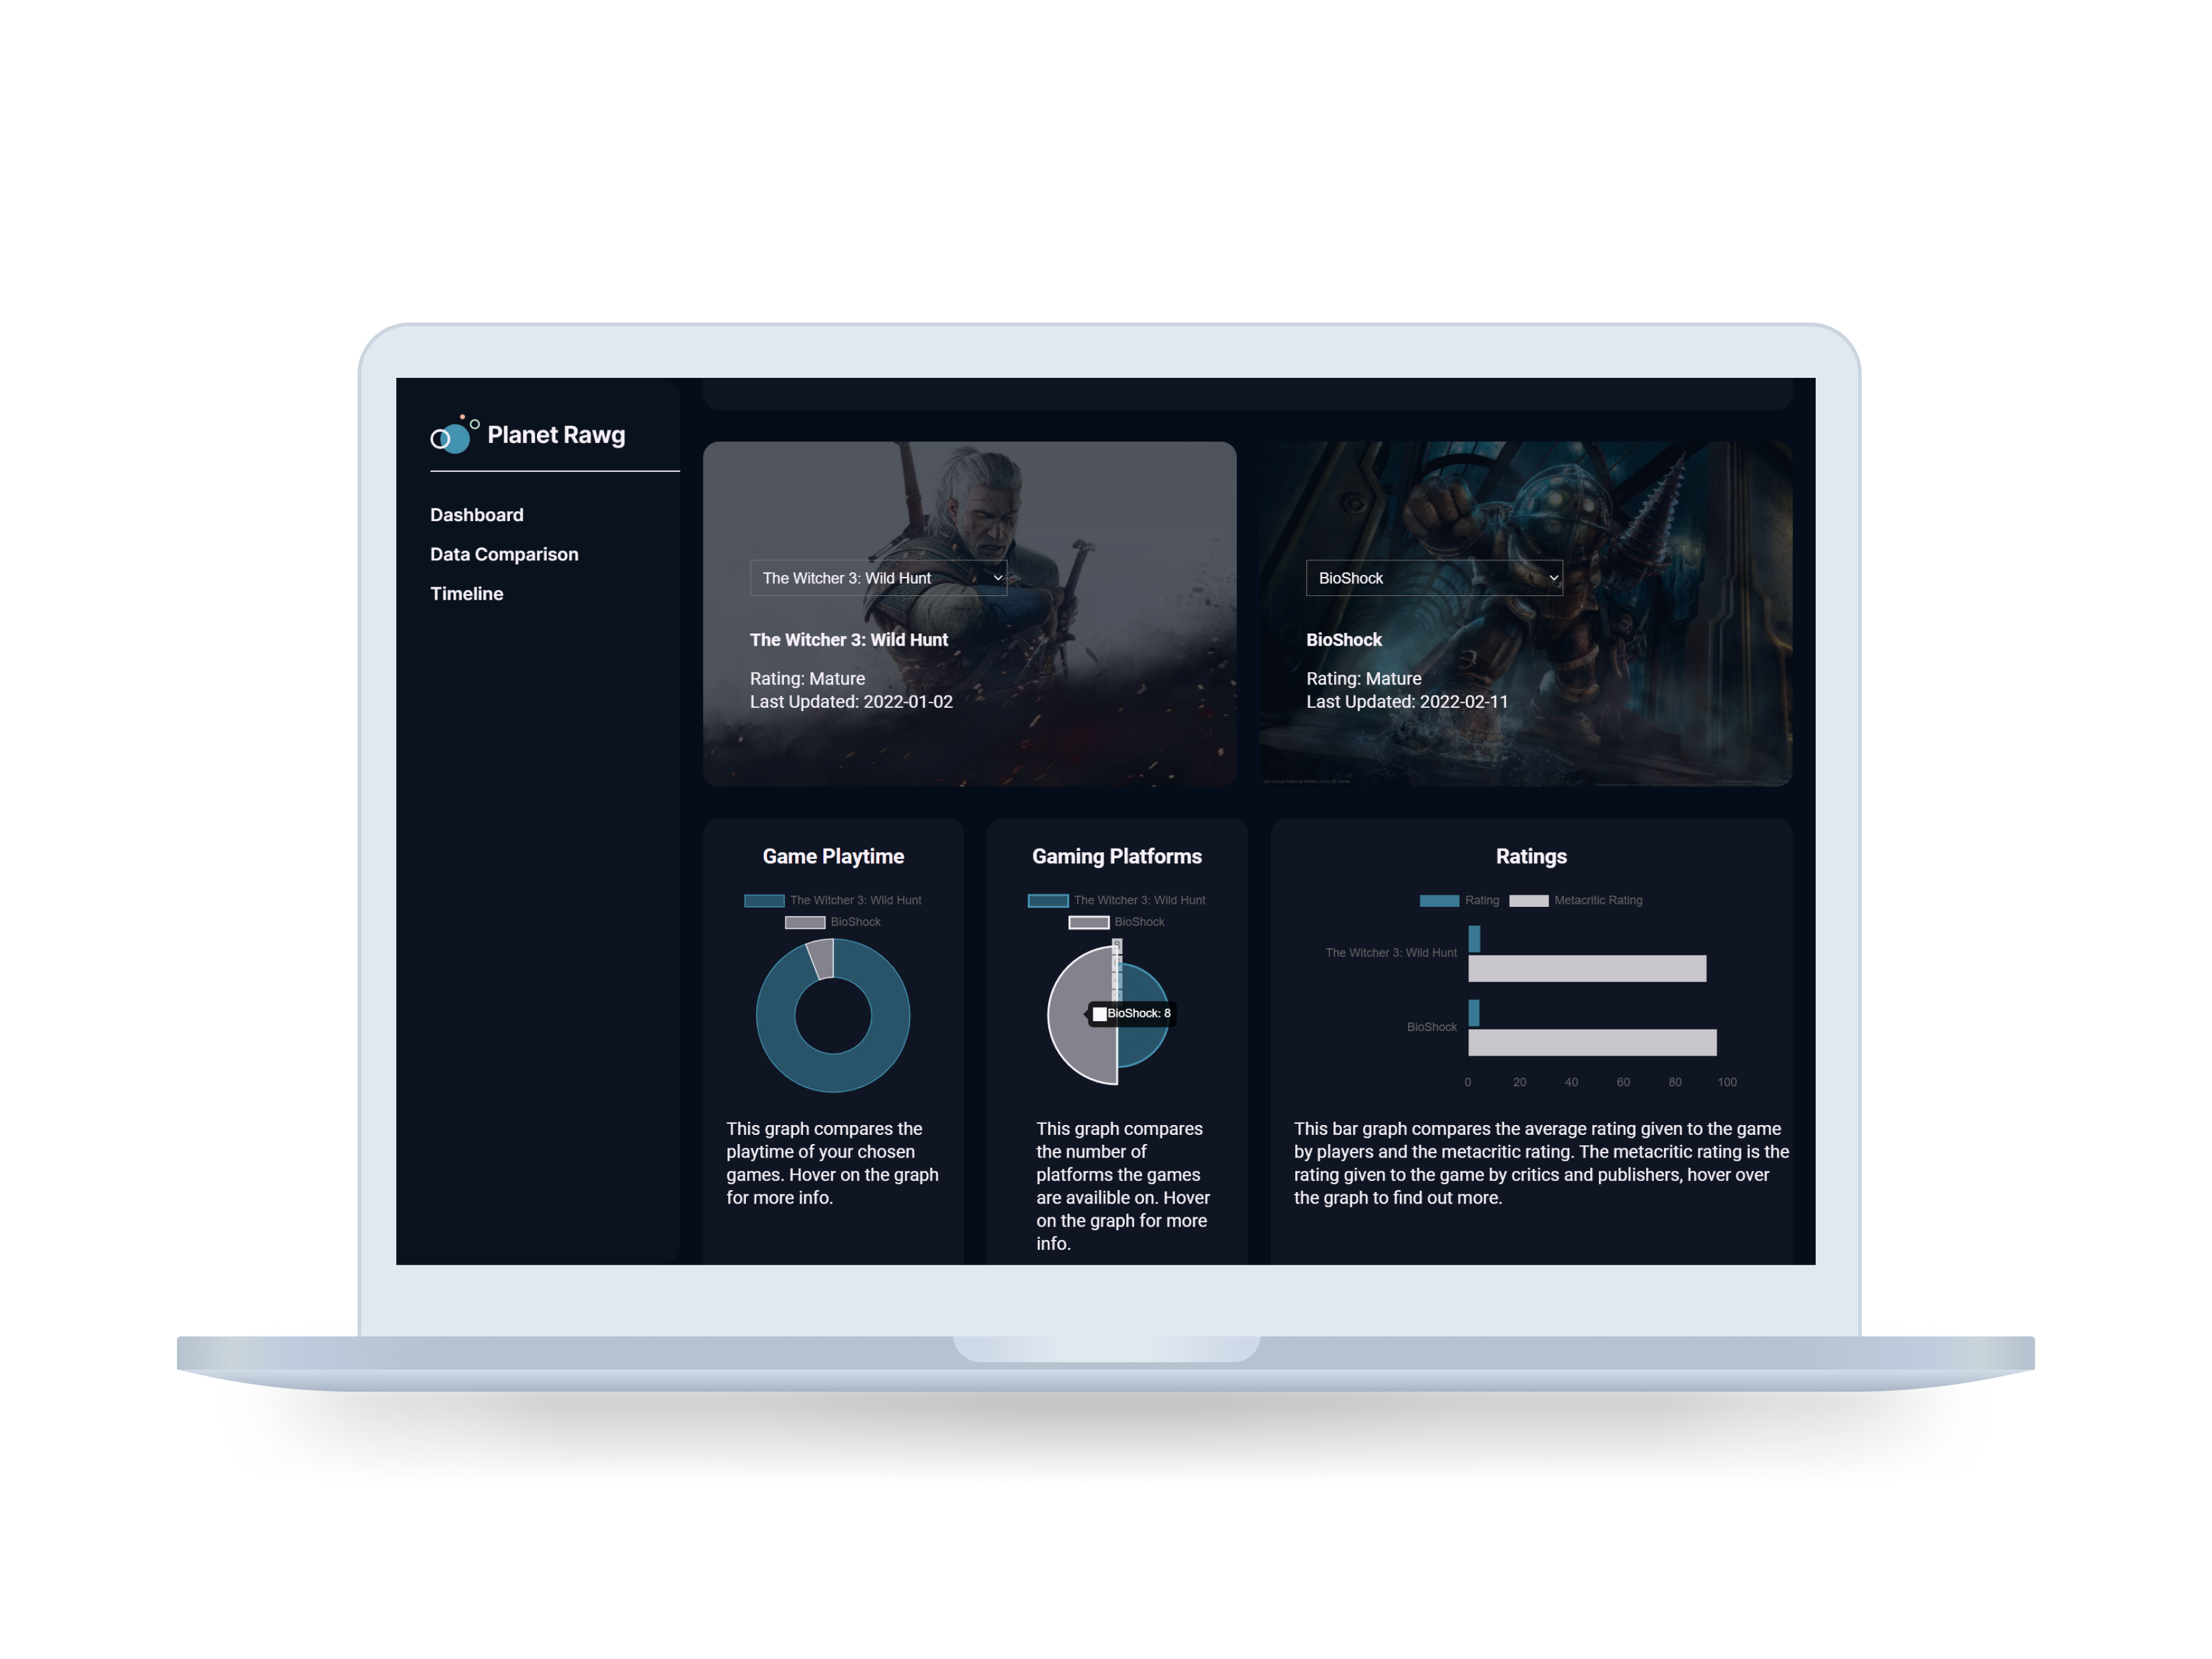 Planet Rawg
Dashboard
Data Comparison
Timeline
The Witcher 3: Wild Hunt
The Witcher 3: Wild Hunt
Rating: Mature
Last Updated: 2022-01-02
BioShock
BioShock
Rating: Mature
Last Updated: 2022-02-11
Game Playtime
The Witcher 3: Wild Hunt
BioShock
This graph compares the
playtime of your chosen
games. Hover on the graph
for more info.
Gaming Platforms
The Witcher 3: Wild Hunt
BioShock
BioShock: 8
This graph compares
the number of
platforms the games
are availible on. Hover
on the graph for more
info.
Ratings
Rating Metacritic Rating
The Witcher 3: Wild Hunt
BioShock
0 20 40 60 80 100
This bar graph compares the average rating given to the game
by players and the metacritic rating. The metacritic rating is the
rating given to the game by critics and publishers, hover over
the graph to find out more.